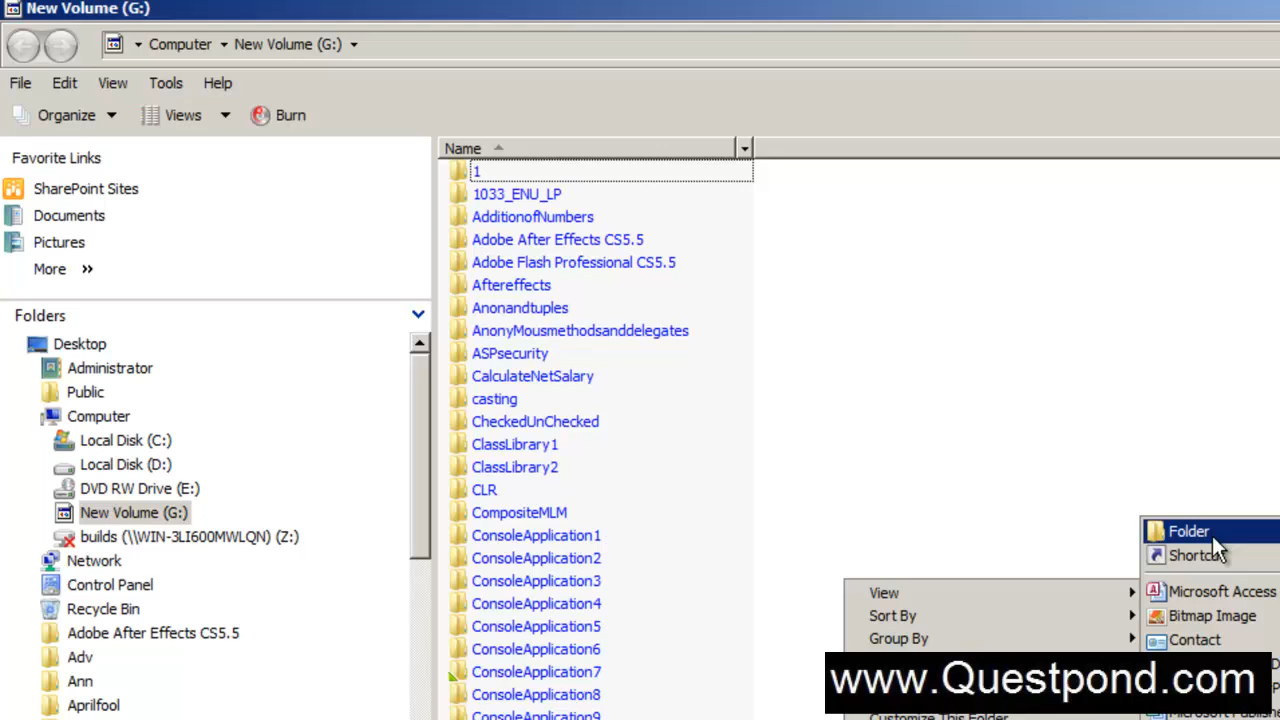 New Volume (G:)
Computer New Volume (G:)
File Edit View Tools Help
Organize Views Burn
Favorite Links
SharePoint Sites
Documents
Pictures
More »
Folders
Desktop
Administrator
Public
Computer
Local Disk (C:)
Local Disk (D:)
DVD RW Drive (E:)
New Volume (G:)
builds (\\WIN-3LI600MWLQN) (Z:)
Network
Control Panel
Recycle Bin
Adobe After Effects CS5.5
Adv
Ann
Aprilfool
Name
1
1033_ENU_LP
AdditionofNumbers
Adobe After Effects CS5.5
Adobe Flash Professional CS5.5
Aftereffects
Anonandtuples
AnonyMousmethodsanddelegates
ASPsecurity
CalculateNetSalary
casting
CheckedUnChecked
ClassLibrary1
ClassLibrary2
CLR
CompositeMLM
ConsoleApplication1
ConsoleApplication2
ConsoleApplication3
ConsoleApplication4
ConsoleApplication5
ConsoleApplication6
ConsoleApplication7
ConsoleApplication8
ConsoleApplication9
View
Sort By
Group By
Customize This Folder
Folder
Microsoft Access
Bitmap Image
Contact
www.Questpond.com